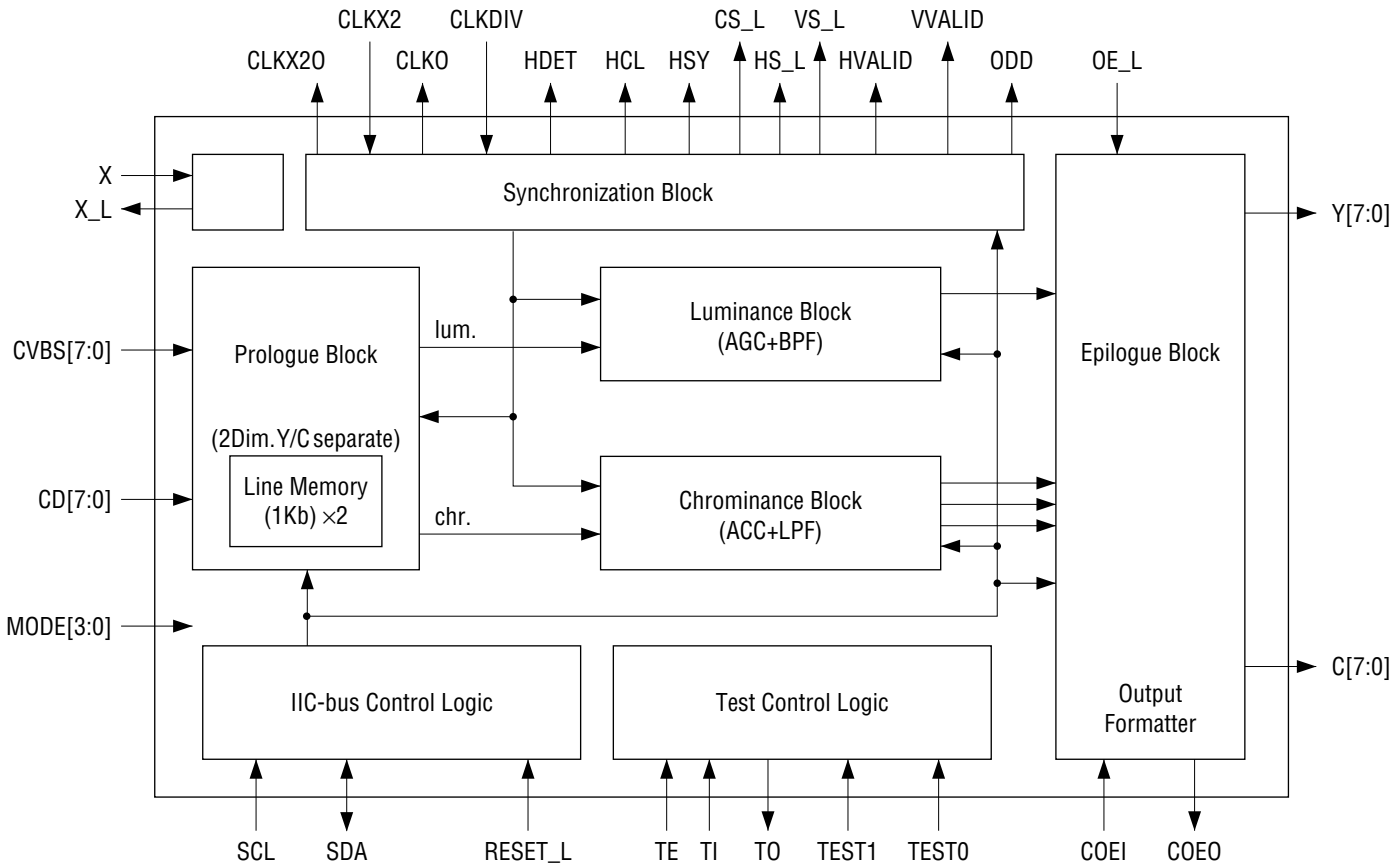 CLKX2 CLKDIV CS_L VS_L VVALID
CLKX2O CLKO HDET HCL HSY HS_L HVALID ODD OE_L
X
X_L
Synchronization Block
Y[7:0]
CVBS[7:0]
Prologue Block
(2Dim. Y/C separate)
Line Memory
(1Kb) ×2
lum.
Luminance Block
(AGC+BPF)
Epilogue Block
CD[7:0]
chr.
Chrominance Block
(ACC+LPF)
MODE[3:0]
IIC-bus Control Logic
Test Control Logic
Output
Formatter
C[7:0]
SCL SDA RESET_L TE TI TO TEST1 TEST0 COEI COEO